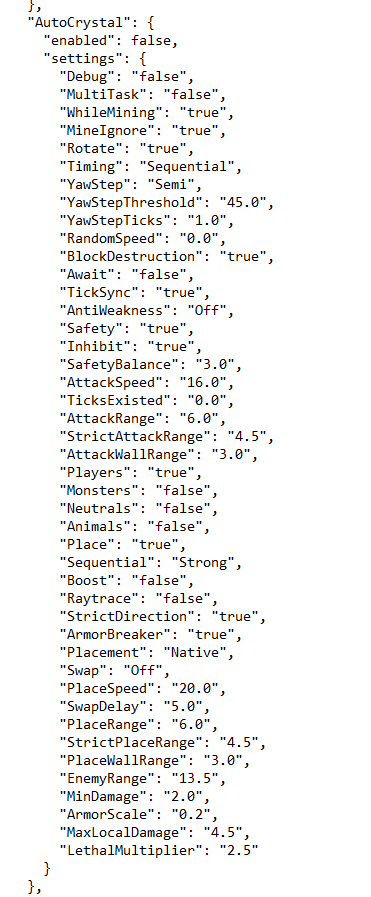 },
"AutoCrystal": {
"enabled": false,
"settings": {
"Debug": "false",
"MultiTask": "false",
"WhileMining": "true",
"MineIgnore": "true",
"Rotate": "true",
"Timing": "Sequential",
"YawStep": "Semi",
"YawStepThreshold": "45.0",
"YawStepTicks": "1.0",
"RandomSpeed": "0.0",
"BlockDestruction": "true",
"Await": "false",
"TickSync": "true",
"AntiWeakness": "Off",
"Safety": "true",
"Inhibit": "true",
"SafetyBalance": "3.0",
"AttackSpeed": "16.0",
"TicksExisted": "0.0",
"AttackRange": "6.0",
"StrictAttackRange": "4.5",
"AttackWallRange": "3.0",
"Players": "true",
"Monsters": "false",
"Neutrals": "false",
"Animals": "false",
"Place": "true",
"Sequential": "Strong",
"Boost": "false",
"Raytrace": "false",
"StrictDirection": "true",
"ArmorBreaker": "true",
"Placement": "Native",
"Swap": "Off",
"PlaceSpeed": "20.0",
"SwapDelay": "5.0",
"PlaceRange": "6.0",
"StrictPlaceRange": "4.5",
"PlaceWallRange": "3.0",
"EnemyRange": "13.5",
"MinDamage": "2.0",
"ArmorScale": "0.2",
"MaxLocalDamage": "4.5",
"LethalMultiplier": "2.5"
}
},